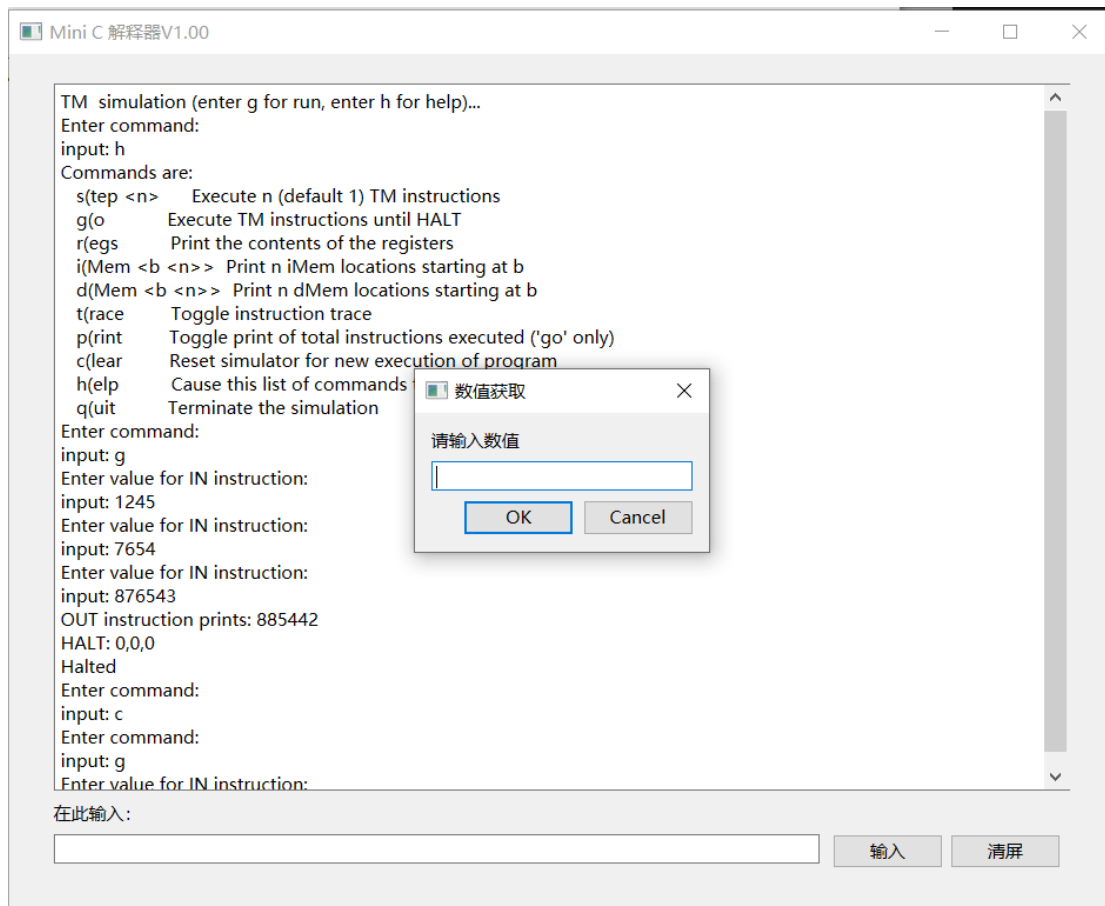 Mini C 解释器V1.00
TM  simulation (enter g for run, enter h for help)...
Enter command:
input: h
Commands are:
s(tep <n>      Execute n (default 1) TM instructions
g(o            Execute TM instructions until HALT
r(egs          Print the contents of the registers
i(Mem <b <n>>  Print n iMem locations starting at b
d(Mem <b <n>>  Print n dMem locations starting at b
t(race         Toggle instruction trace
p(rint         Toggle print of total instructions executed ('go' only)
c(lear         Reset simulator for new execution of program
h(elp          Cause this list of commands
q(uit          Terminate the simulation
Enter command:
input: g
Enter value for IN instruction:
input: 1245
Enter value for IN instruction:
input: 7654
Enter value for IN instruction:
input: 876543
OUT instruction prints: 885442
HALT: 0,0,0
Halted
Enter command:
input: c
Enter command:
input: g
Enter value for IN instruction:
数值获取
请输入数值
OK
Cancel
在此输入:
输入
清屏